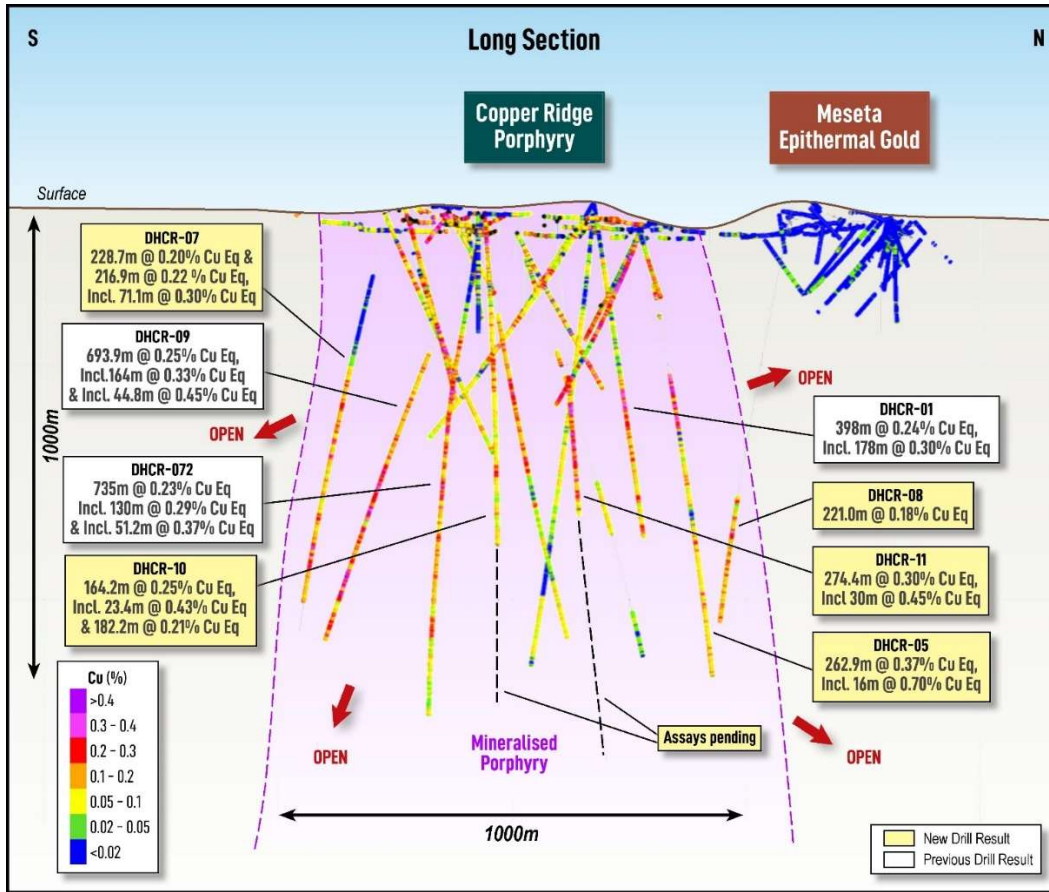 S
Long Section
N
Copper Ridge
Porphyry
Meseta
Epithermal Gold
Surface
1000m
DHCR-07
228.7m @ 0.20% Cu Eq &
216.9m @ 0.22 % Cu Eq,
Incl. 71.1m @ 0.30% Cu Eq
DHCR-09
693.9m @ 0.25% Cu Eq,
Incl.164m @ 0.33% Cu Eq
& Incl. 44.8m @ 0.45% Cu Eq
OPEN
DHCR-072
735m @ 0.23% Cu Eq
Incl. 130m @ 0.29% Cu Eq
& Incl. 51.2m @ 0.37% Cu Eq
DHCR-10
164.2m @ 0.25% Cu Eq,
Incl. 23.4m @ 0.43% Cu Eq
& 182.2m @ 0.21% Cu Eq
OPEN
DHCR-01
398m @ 0.24% Cu Eq,
Incl. 178m @ 0.30% Cu Eq
DHCR-08
221.0m @ 0.18% Cu Eq
DHCR-11
274.4m @ 0.30% Cu Eq,
Incl 30m @ 0.45% Cu Eq
DHCR-05
262.9m @ 0.37% Cu Eq,
Incl. 16m @ 0.70% Cu Eq
Cu (%)
>0.4
0.3 – 0.4
0.2 – 0.3
0.1 – 0.2
0.05 – 0.1
0.02 – 0.05
<0.02
OPEN
Mineralised
Porphyry
Assays pending
OPEN
1000m
New Drill Result
Previous Drill Result